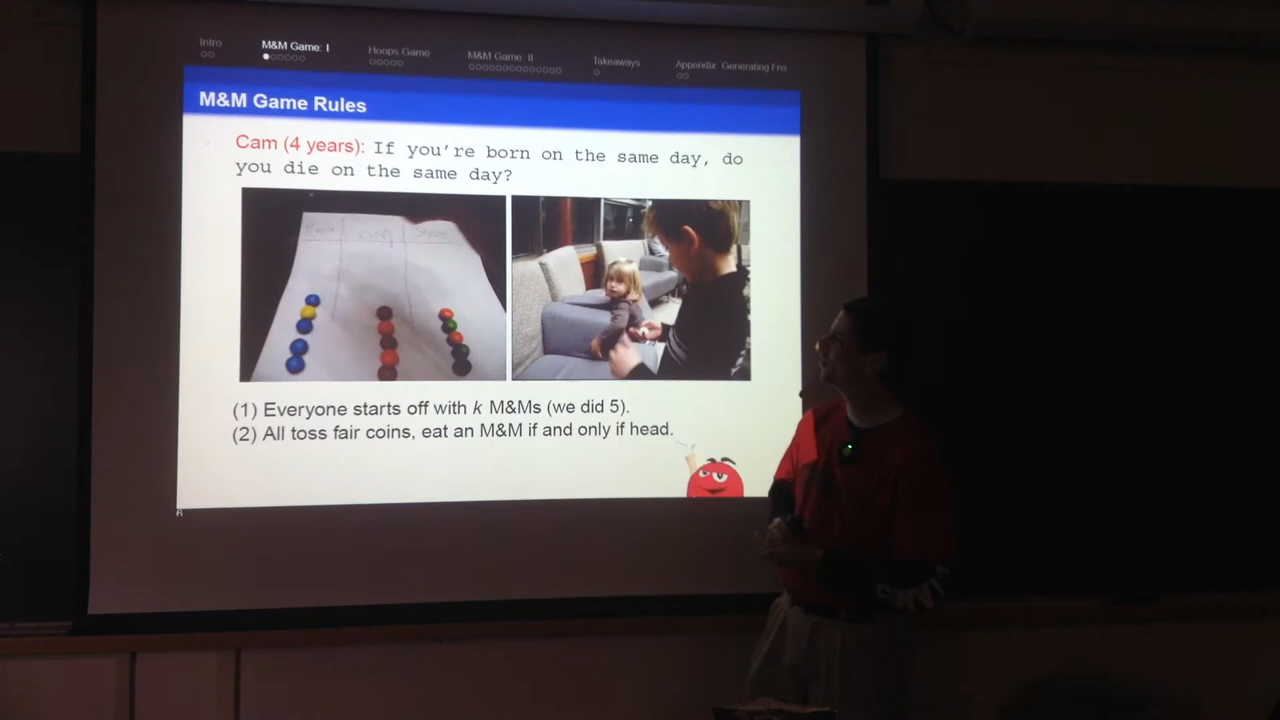 Intro
M&M Game: I
Hoops Game
M&M Game II
Takeaways
Appendix: Generating Fns
M&M Game Rules
Cam (4 years): If you're born on the same day, do
you die on the same day?
(1) Everyone starts off with k M&Ms (we did 5).
(2) All toss fair coins, eat an M&M if and only if head.
6